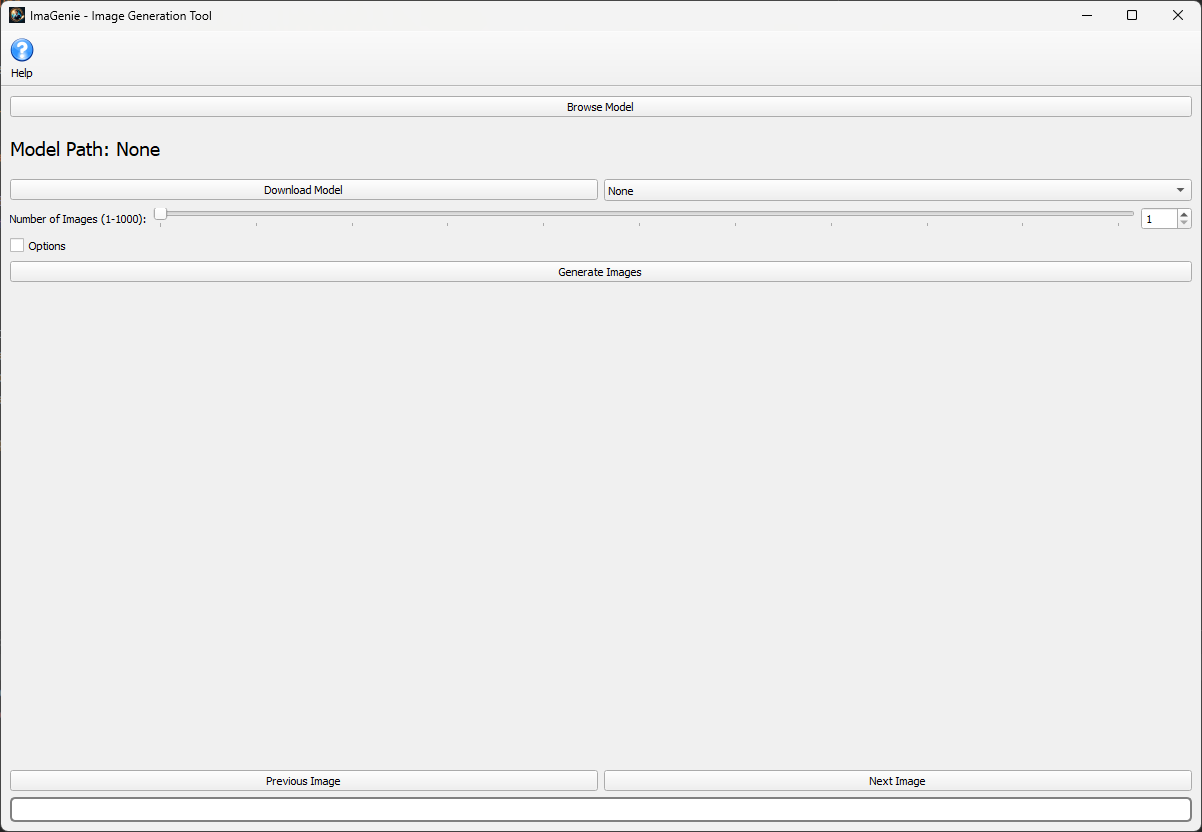 ImaGenie - Image Generation Tool
Help
Browse Model
Model Path: None
Download Model
None
Number of Images (1-1000):
1
Options
Generate Images
Previous Image
Next Image